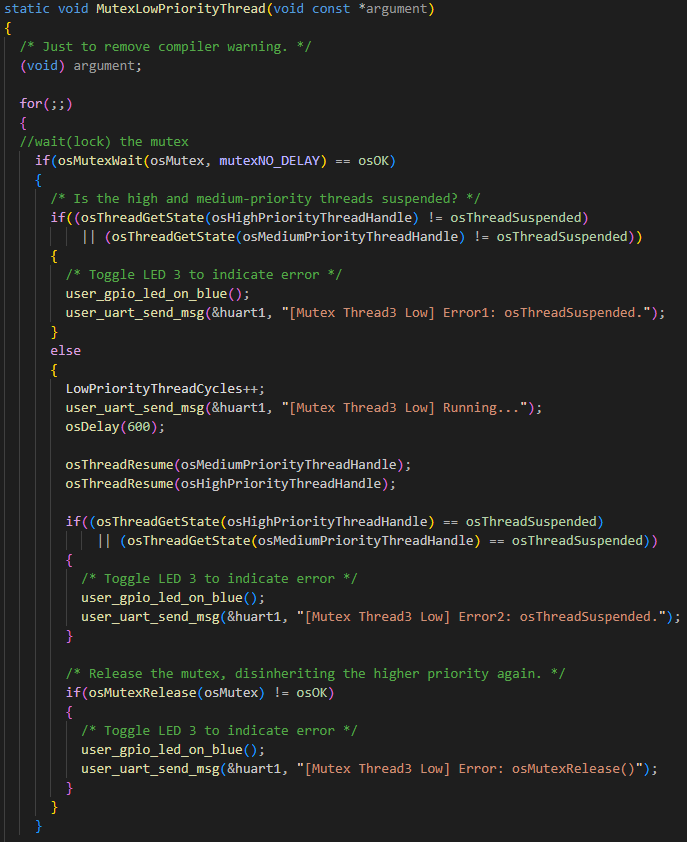 static void MutexLowPriorityThread(void const *argument)
{
/* Just to remove compiler warning. */
(void) argument;
for(;;)
{
//wait(lock) the mutex
if(osMutexWait(osMutex, mutexNO_DELAY) == osOK)
{
/* Is the high and medium-priority threads suspended? */
if((osThreadGetState(osHighPriorityThreadHandle) != osThreadSuspended)
|| (osThreadGetState(osMediumPriorityThreadHandle) != osThreadSuspended))
{
/* Toggle LED 3 to indicate error */
user_gpio_led_on_blue();
user_uart_send_msg(&huart1, "[Mutex Thread3 Low] Error1: osThreadSuspended.");
}
else
{
LowPriorityThreadCycles++;
user_uart_send_msg(&huart1, "[Mutex Thread3 Low] Running...");
osDelay(600);
osThreadResume(osMediumPriorityThreadHandle);
osThreadResume(osHighPriorityThreadHandle);
if((osThreadGetState(osHighPriorityThreadHandle) == osThreadSuspended)
|| (osThreadGetState(osMediumPriorityThreadHandle) == osThreadSuspended))
{
/* Toggle LED 3 to indicate error */
user_gpio_led_on_blue();
user_uart_send_msg(&huart1, "[Mutex Thread3 Low] Error2: osThreadSuspended.");
}
/* Release the mutex, disinheriting the higher priority again. */
if(osMutexRelease(osMutex) != osOK)
{
/* Toggle LED 3 to indicate error */
user_gpio_led_on_blue();
user_uart_send_msg(&huart1, "[Mutex Thread3 Low] Error: osMutexRelease()");
}
}
}